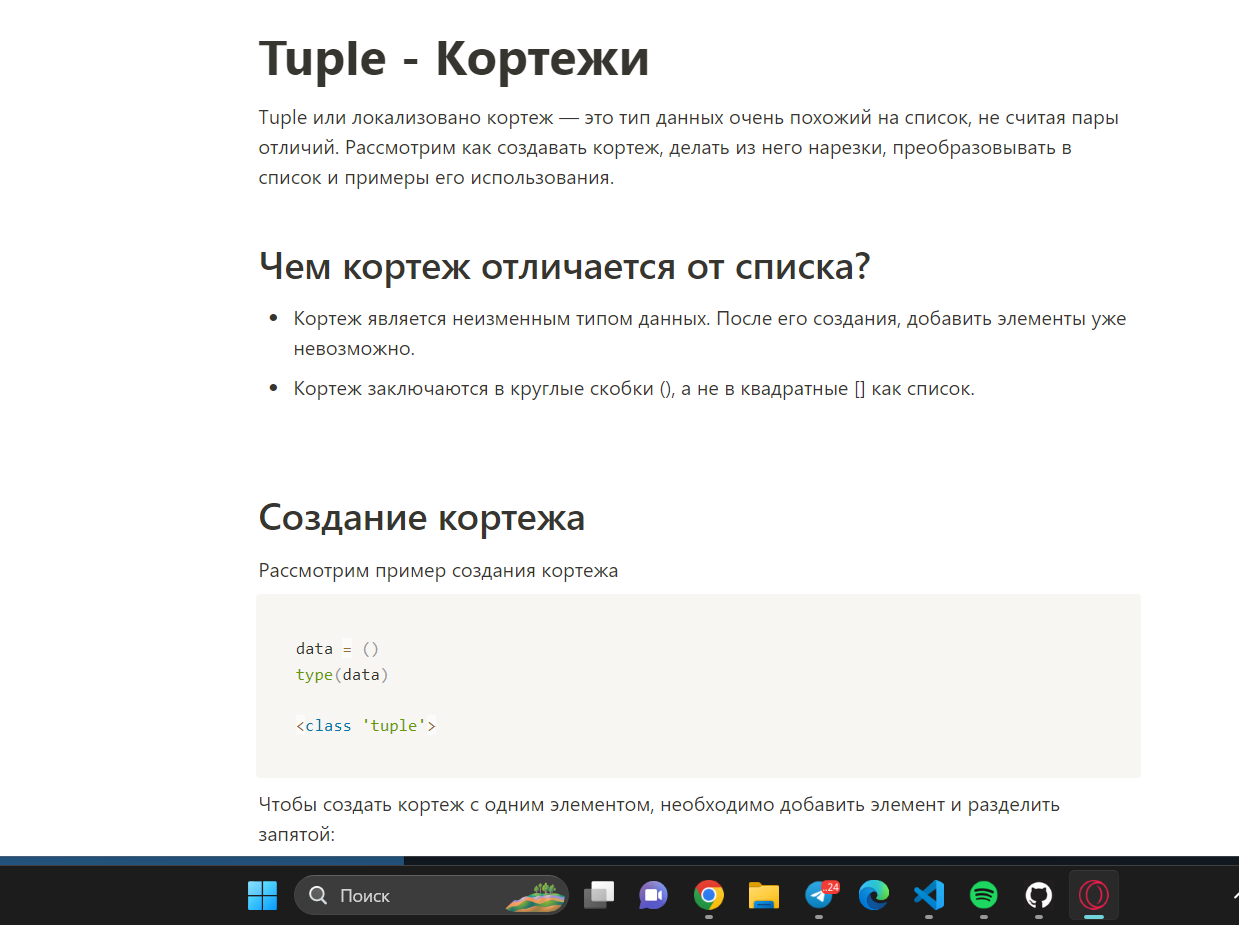 Tuple - Кортежи
Tuple или локализовано кортеж — это тип данных очень похожий на список, не считая пары
отличий. Рассмотрим как создавать кортеж, делать из него нарезки, преобразовывать в
список и примеры его использования.
Чем кортеж отличается от списка?
• Кортеж является неизменным типом данных. После его создания, добавить элементы уже
невозможно.
• Кортеж заключаются в круглые скобки (), а не в квадратные [] как список.
Создание кортежа
Рассмотрим пример создания кортежа
data = ()
type(data)
<class 'tuple'>
Чтобы создать кортеж с одним элементом, необходимо добавить элемент и разделить
запятой:
Поиск
..24